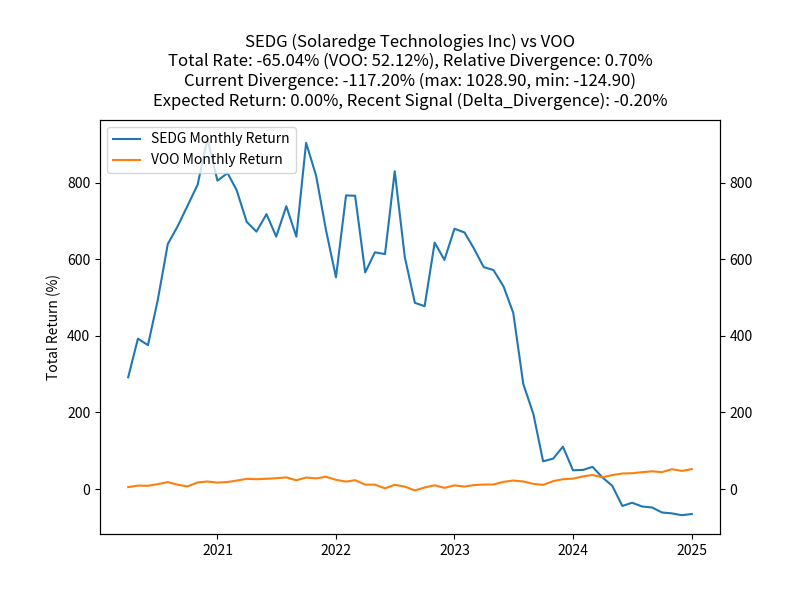 SEDG (Solaredge Technologies Inc) vs VOO
Total Rate: -65.04% (VOO: 52.12%), Relative Divergence: 0.70%
Current Divergence: -117.20% (max: 1028.90, min: -124.90)
Expected Return: 0.00%, Recent Signal (Delta_Divergence): -0.20%
SEDG Monthly Return
VOO Monthly Return
Total Return (%)
800
600
400
200
0
800
600
400
200
0
2021
2022
2023
2024
2025